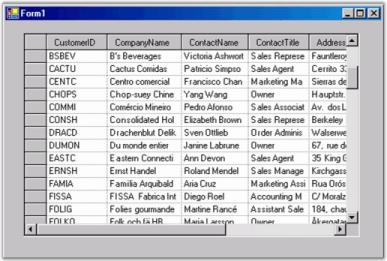 Form1
CustomerID CompanyName ContactName ContactTitle Address
BSBEV B's Beverages Victoria Ashwort Sales Represe Fauntleroy
CACTU Cactus Comidas Patricio Simpso Sales Agent Cerrito 33
CENTC Centro comercial Francisco Chan Marketing Ma Sierras de
CHOPS Chop-suey Chine Yang Wang Owner Hauptstr.
COMMI Comércio Mineiro Pedro Afonso Sales Associat Av. dos L
CONSH Consolidated Hol Elizabeth Brown Sales Represe Berkeley
DRACD Drachenblut Delik Sven Ottlieb Order Adminis Walserwe
DUMON Du monde entier Janine Labrune Owner 67, rue d
EASTC Eastern Connecti Ann Devon Sales Agent 35 King G
ERNSH Ernst Handel Roland Mendel Sales Manage Kirchgass
FAMIA Familia Arquibald Aria Cruz Marketing Assi Rua Orós
FISSA FISSA Fabrica Int Diego Roel Accounting M C/ Moralz
FOLIG Folies gourmande Martine Rancé Assistant Sale 184, chau
FOLKO Folk och fä HB Maria Larsson Owner Åkergatan